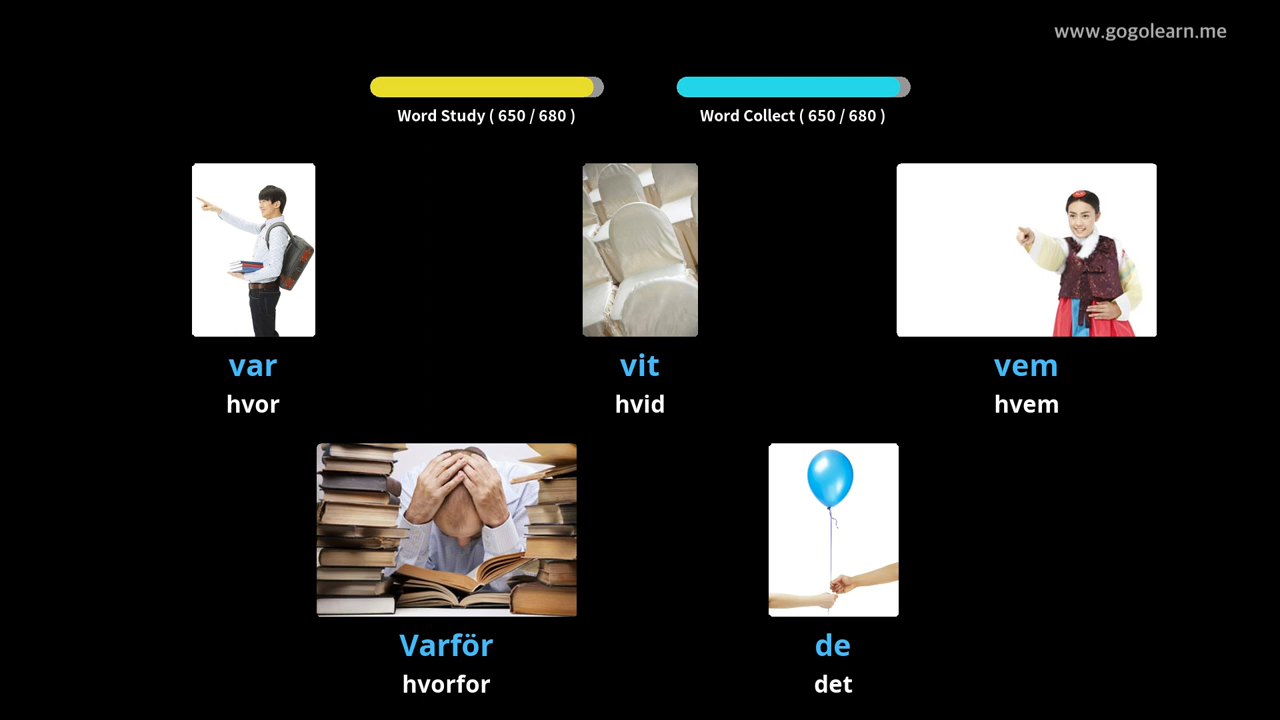 www.gogolearn.me
Word Study ( 650 / 680 )
Word Collect ( 650 / 680 )
var
hvor
vit
hvid
vem
hvem
Varför
hvorfor
de
det